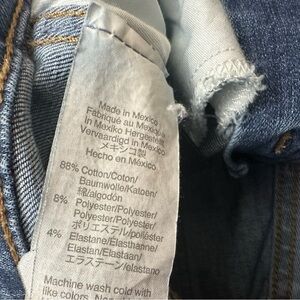 Made in Mexico
Fabriqué au Mexique
In Mexiko Hergestellt
Vervaardigd in Mexico
メキシコ製
Hecho en México
88% Cotton/Coton/
Baumwolle/Katoen/
綿/algodón
8% Polyester/Polyester/
Polyester/Polyester/
ポリエステル/poliéster
4% Elastane/Élasthanne/
Elastan/Elastaan/
エラステーン/elastano
Machine wash cold with
like colors.